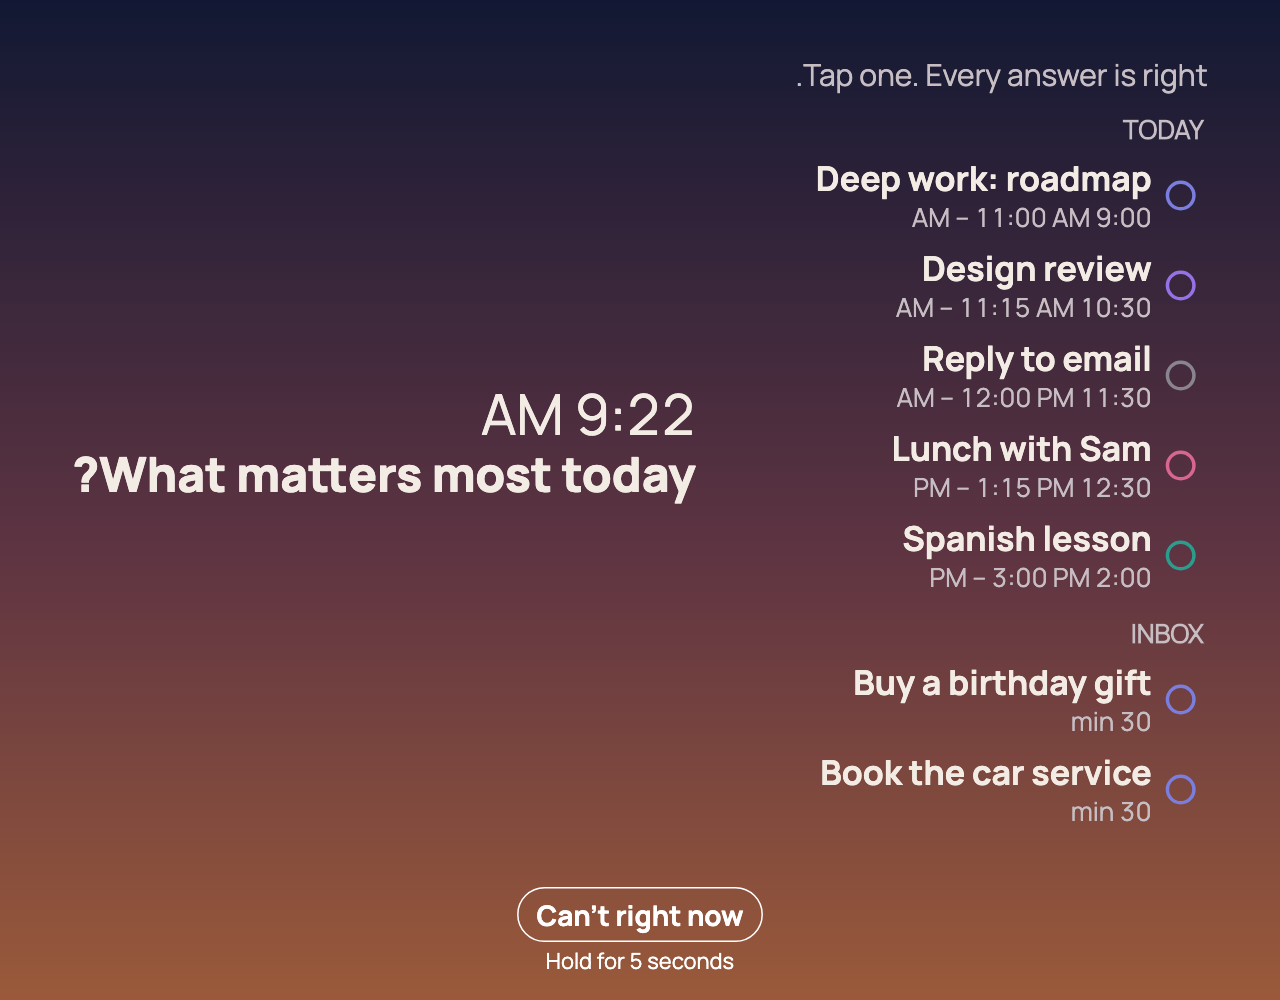 .Tap one. Every answer is right
TODAY
Deep work: roadmap
AM – 11:00 AM 9:00
Design review
AM – 11:15 AM 10:30
Reply to email
AM – 12:00 PM 11:30
Lunch with Sam
PM – 1:15 PM 12:30
Spanish lesson
PM – 3:00 PM 2:00
INBOX
Buy a birthday gift
min 30
Book the car service
min 30
AM 9:22
?What matters most today
Can't right now
Hold for 5 seconds